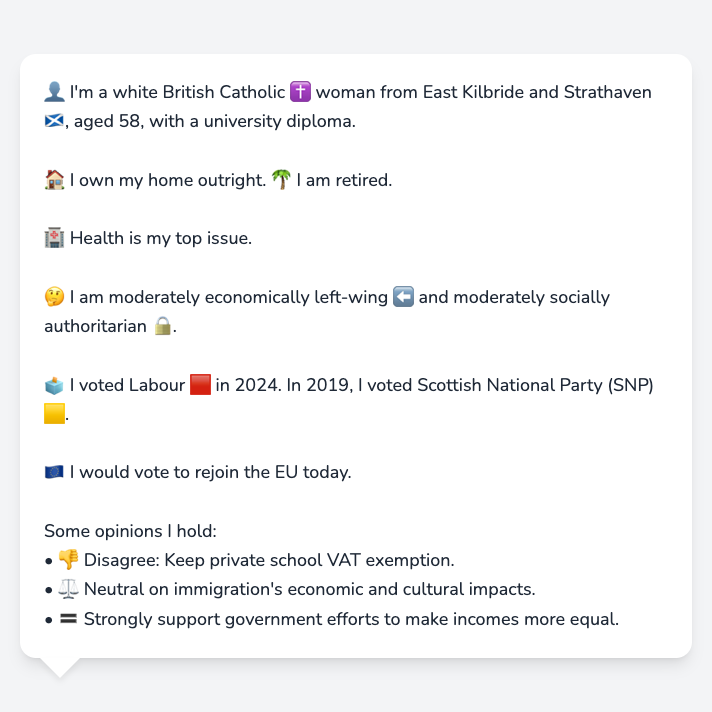 👤 I'm a white British Catholic ✝️ woman from East Kilbride and Strathaven
🏴󠁧󠁢󠁳󠁣󠁴󠁿, aged 58, with a university diploma.
🏠 I own my home outright. 🌴 I am retired.
🏥 Health is my top issue.
🤔 I am moderately economically left-wing ⬅️ and moderately socially
authoritarian 🔒.
🗳️ I voted Labour 🟥 in 2024. In 2019, I voted Scottish National Party (SNP)
🟨.
🇪🇺 I would vote to rejoin the EU today.
Some opinions I hold:
• 👎 Disagree: Keep private school VAT exemption.
• ⚖️ Neutral on immigration's economic and cultural impacts.
• 🟰 Strongly support government efforts to make incomes more equal.